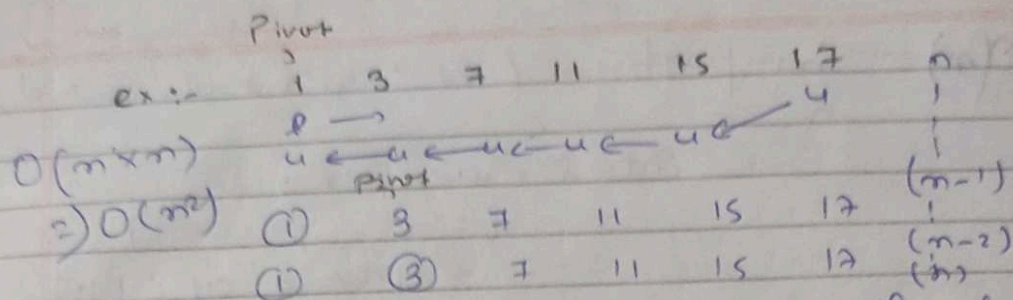 Pivot
ex :- 1 3 7 11 15 17 n
l → u
O(n×n) u ← u ← u ← u ← u ←
Pivot (n-1)
⇒ O(n²) ① 3 7 11 15 17
① ③ 7 11 15 17 (n-2)